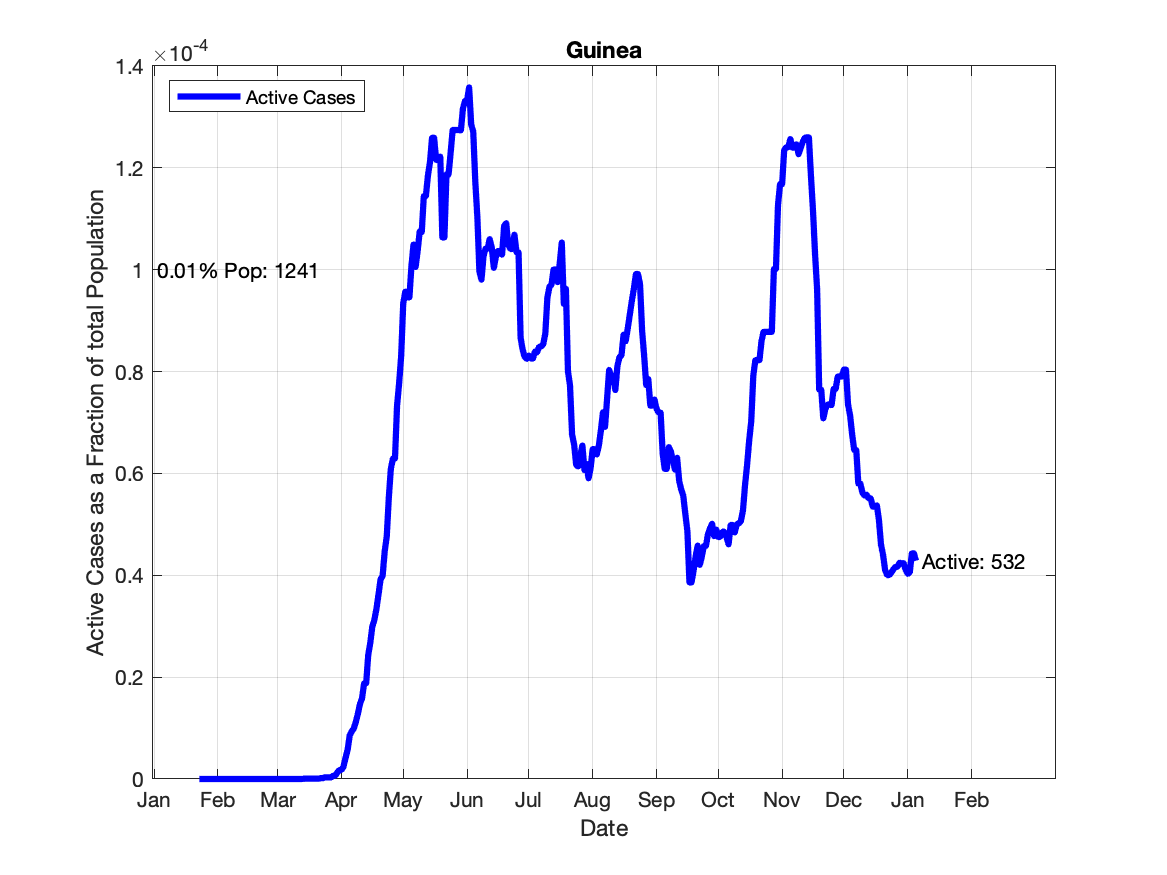 Guinea
×10-4
1.4
1.2
1
0.8
0.6
0.4
0.2
0
Active Cases as a Fraction of total Population
Active Cases
0.01% Pop: 1241
Active: 532
Jan Feb Mar Apr May Jun Jul Aug Sep Oct Nov Dec Jan Feb
Date